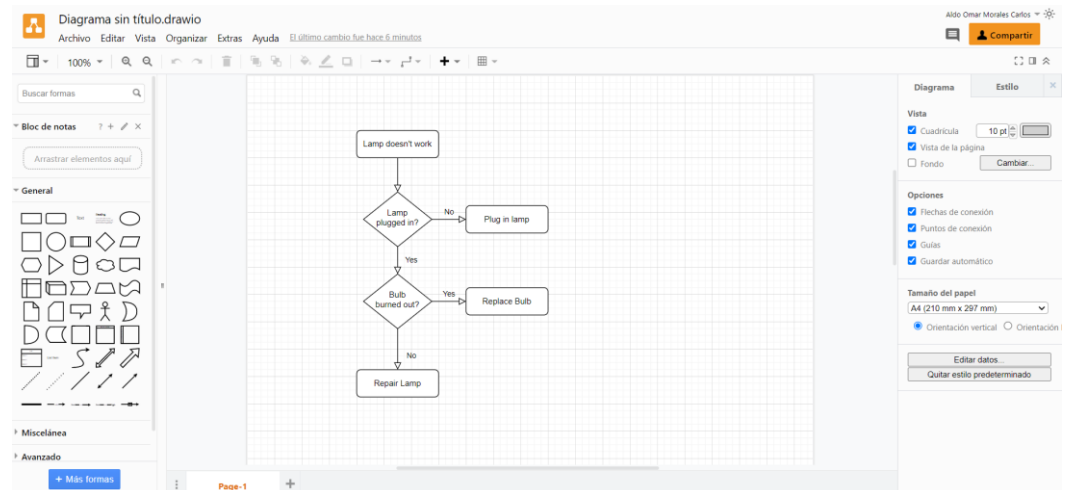 Diagrama sin título.drawio
Aldo Omar Morales Carlos
Archivo Editar Vista Organizar Extras Ayuda El último cambio fue hace 6 minutos
Compartir
100%
Buscar formas
Bloc de notas ? +
Arrastrar elementos aquí
General
Text
Heading
Lamp doesn't work
Lamp
plugged in?
No
Plug in lamp
Yes
Bulb
burned out?
Yes
Replace Bulb
No
Repair Lamp
Misceánea
Avanzado
+ Más formas
Page-1
Diagrama Estilo
Vista
Cuadrícula 10 pt
Vista de la página
Fondo Cambiar...
Opciones
Flechas de conexión
Puntos de conexión
Guías
Guardar automático
Tamaño del papel
A4 (210 mm x 297 mm)
Orientación vertical Orientación
Editar datos...
Quitar estilo predeterminado